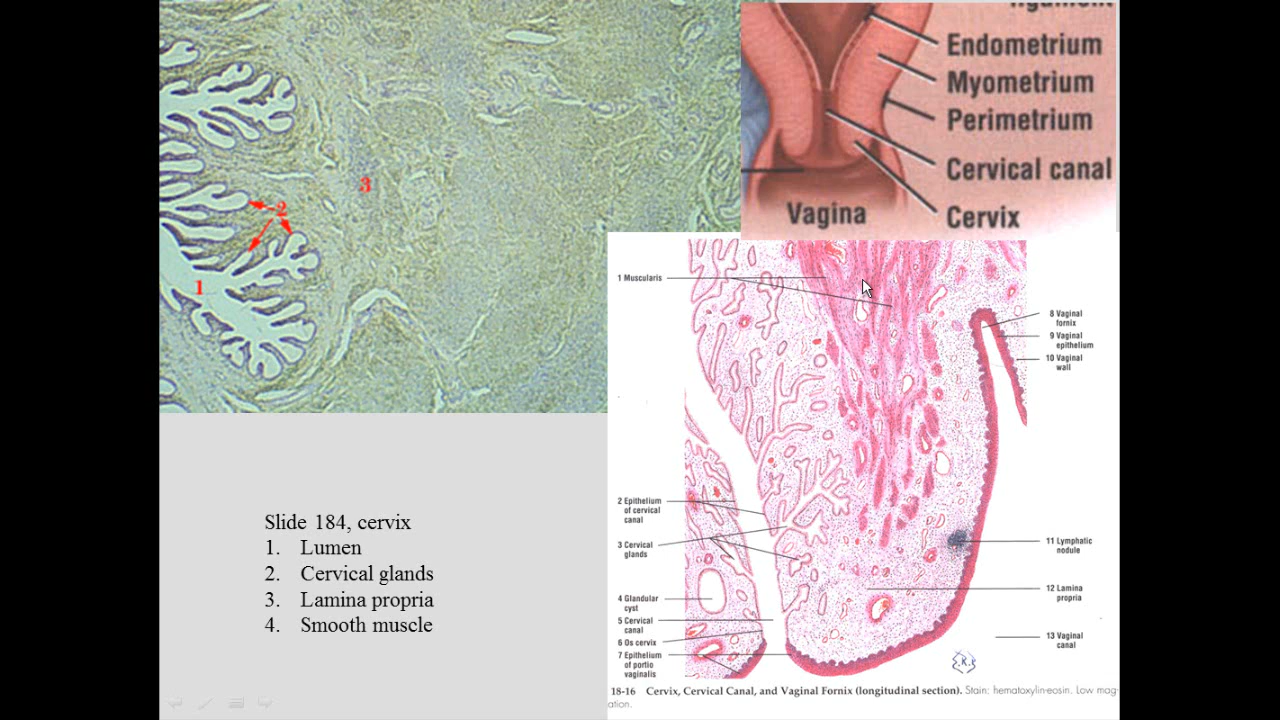 ligament
Endometrium
Myometrium
Perimetrium
Cervical canal
Cervix
Vagina
3
2
1
1 Muscularis
2 Epithelium
of cervical
canal
3 Cervical
glands
4 Glandular
cyst
5 Cervical
canal
6 Os cervix
7 Epithelium
of portio
vaginalis
8 Vaginal
fornix
9 Vaginal
epithelium
10 Vaginal
wall
11 Lymphatic
nodule
12 Lamina
propria
13 Vaginal
canal
18-16 Cervix, Cervical Canal, and Vaginal Fornix (longitudinal section). Stain: hematoxylin-eosin. Low mag
ation.
Slide 184, cervix
1. Lumen
2. Cervical glands
3. Lamina propria
4. Smooth muscle